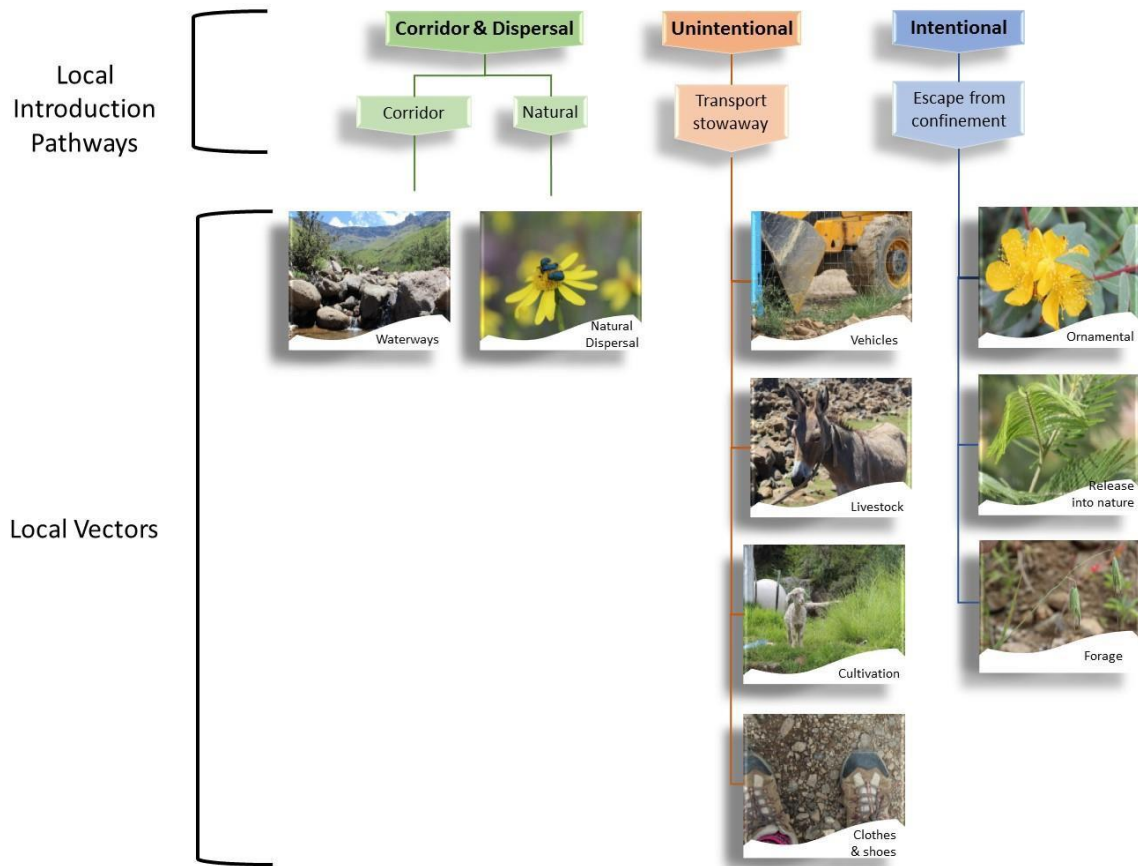 Local
Introduction
Pathways
Corridor & Dispersal
Corridor
Natural
Unintentional
Transport
stowaway
Intentional
Escape from
confinement
Local Vectors
Waterways
Natural
Dispersal
Vehicles
Livestock
Cultivation
Clothes
& shoes
Ornamental
Release
into nature
Forage